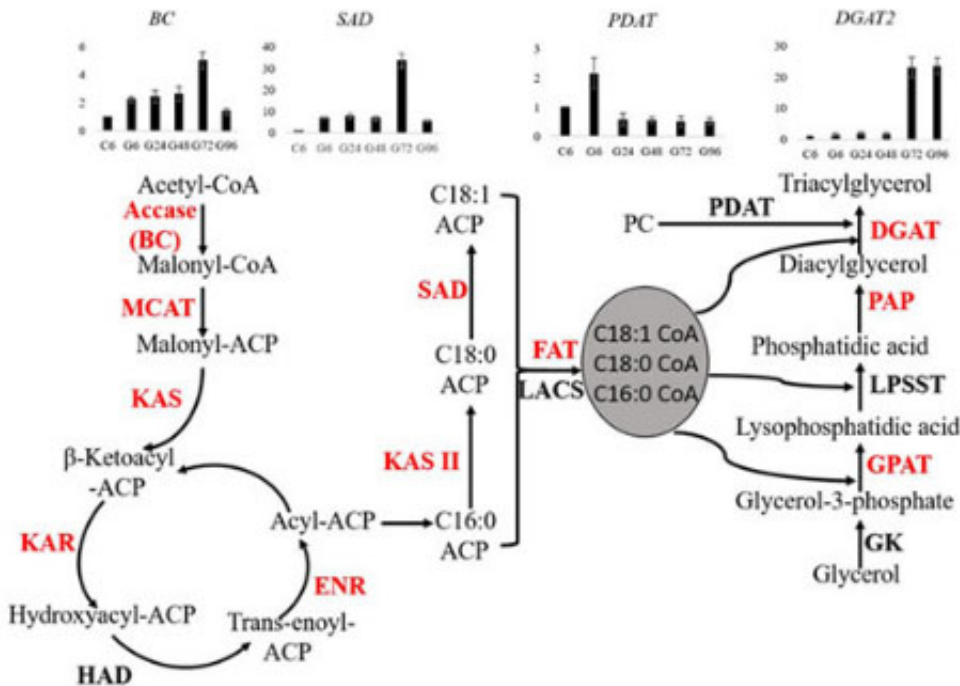 BC
SAD
PDAT
DGAT2
6
4
2
0
C6 G6 G24 G48 G72 G96
40
30
20
10
0
C6 G6 G24 G48 G72 G96
3
2
1
0
C6 G6 G24 G48 G72 G96
30
20
10
0
C6 G6 G24 G48 G72 G96
Acetyl-CoA
Accase
(BC)
Malonyl-CoA
MCAT
Malonyl-ACP
KAS
β-Ketoacyl
-ACP
KAR
Hydroxyacyl-ACP
HAD
Trans-enoyl-
ACP
ENR
Acyl-ACP
C16:0
ACP
KAS II
C18:0
ACP
SAD
C18:1
ACP
FAT
LACS
C18:1 CoA
C18:0 CoA
C16:0 CoA
PC
PDAT
Triacylglycerol
DGAT
Diacylglycerol
PAP
Phosphatidic acid
LPSST
Lysophosphatidic acid
GPAT
Glycerol-3-phosphate
GK
Glycerol